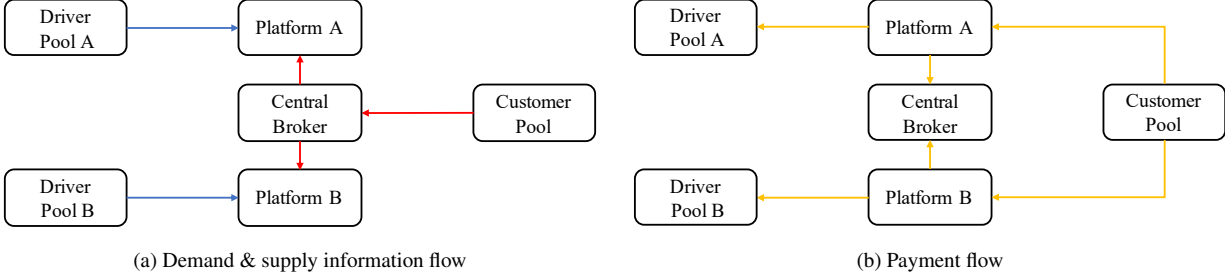 Driver
Pool A
Platform A
Central
Broker
Customer
Pool
Driver
Pool B
Platform B
(a) Demand & supply information flow
Driver
Pool A
Platform A
Central
Broker
Customer
Pool
Driver
Pool B
Platform B
(b) Payment flow